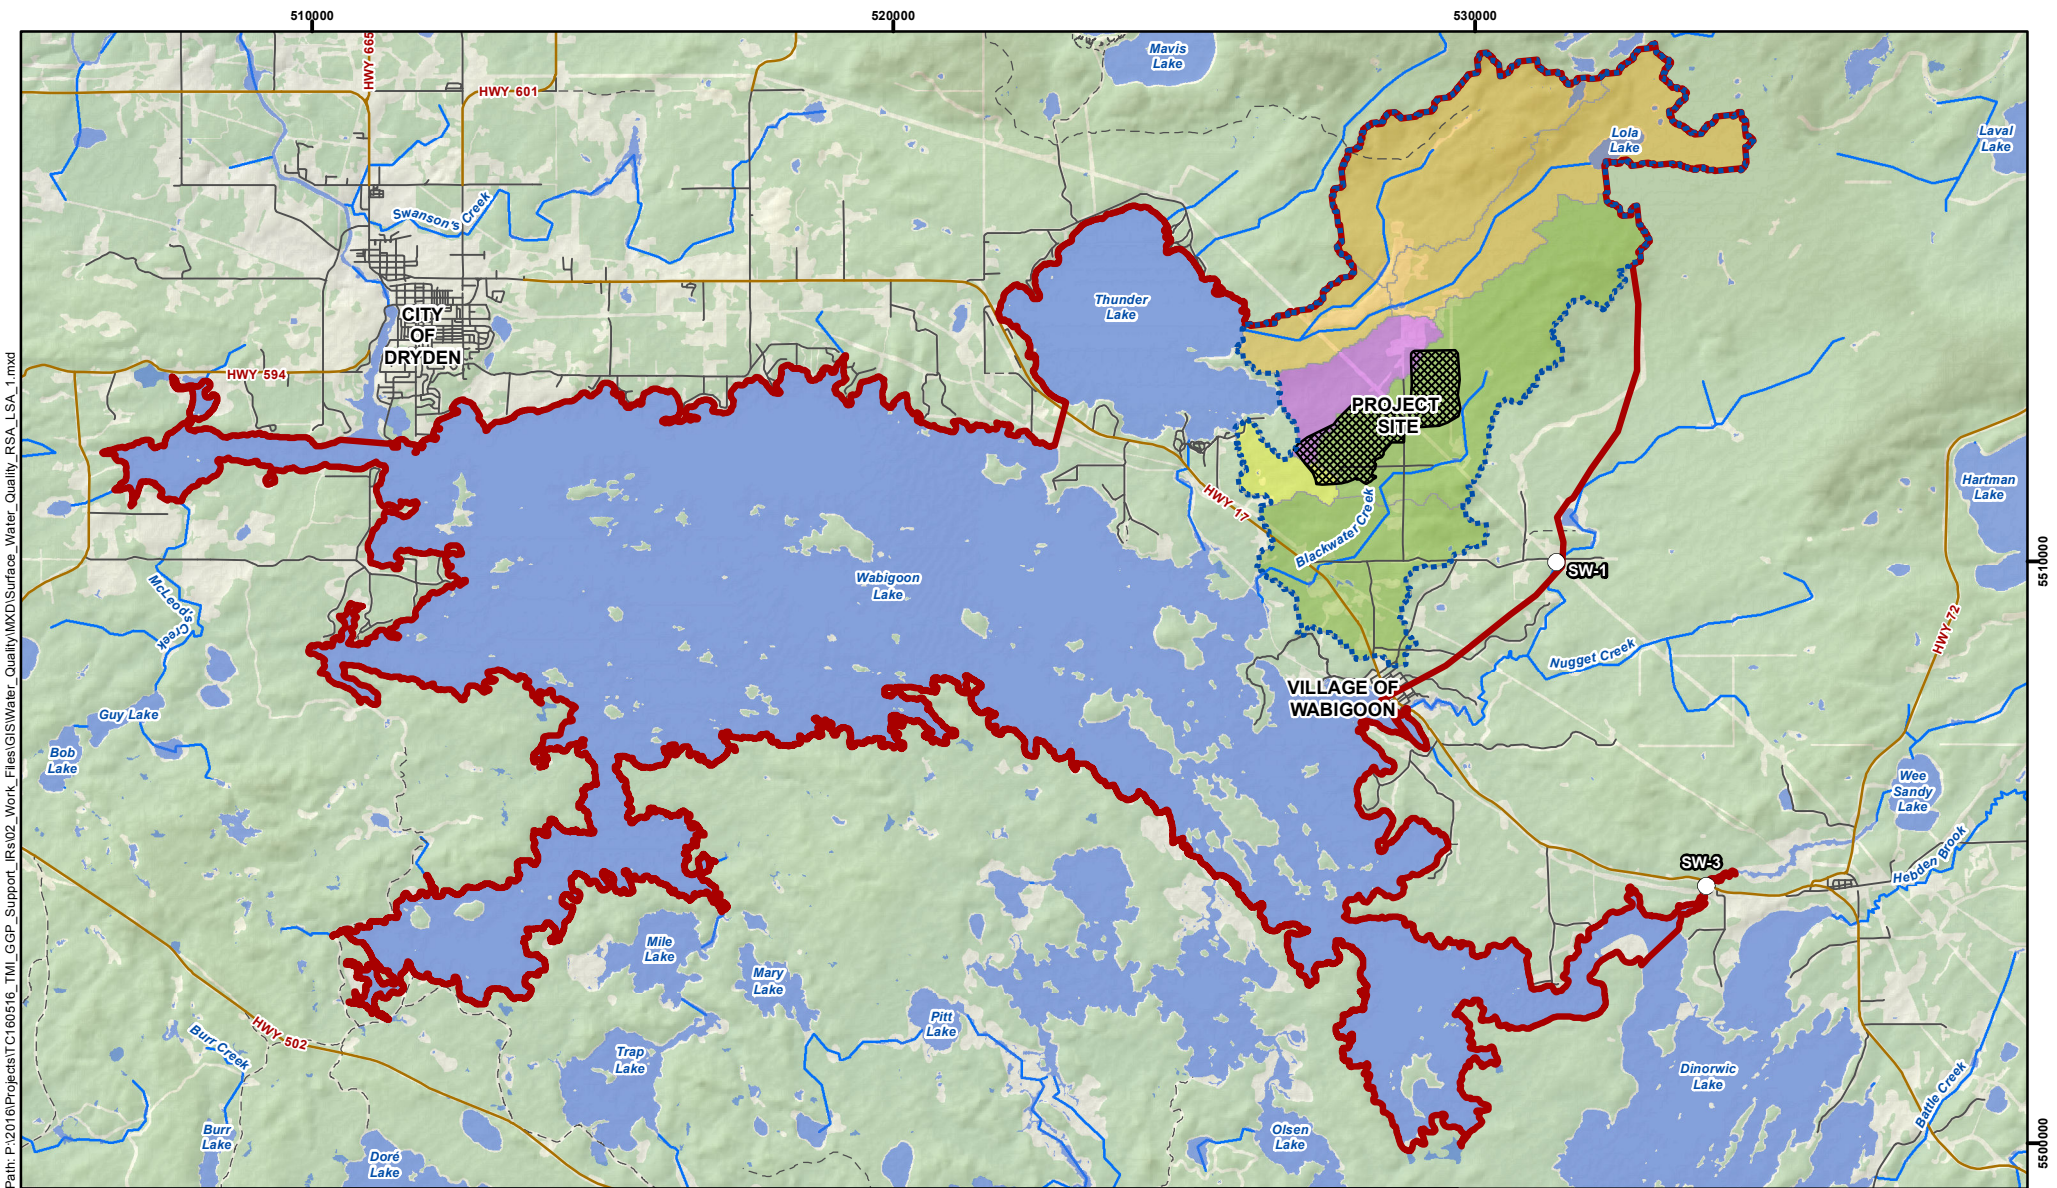 510000
520000
530000
HWY 665
HWY 601
Mavis
Lake
Lola
Lake
Laval
Lake
Swanson's Creek
Thunder
Lake
CITY
OF
DRYDEN
HWY 594
PROJECT
SITE
HWY 17
Blackwater Creek
Hartman
Lake
5510000
SW-1
Wabigoon
Lake
McLeod's
Creek
HWY 72
Nugget Creek
VILLAGE OF
WABIGOON
Guy Lake
Bob
Lake
Wee
Sandy
Lake
Hebden Brook
SW-3
Mile
Lake
Mary
Lake
Pitt
Lake
HWY 502
Burr Creek
Trap
Lake
Dinorwic
Lake
Battle Creek
Burr
Lake
Doré
Lake
Olsen
Lake
5500000
Path: P:\2016\Projects\TC160516_TMI_GGP_Support_IRs\02_Work_Files\GIS\Water_Quality\MXD\Surface_Water_Quality_RSA_LSA_1.mxd